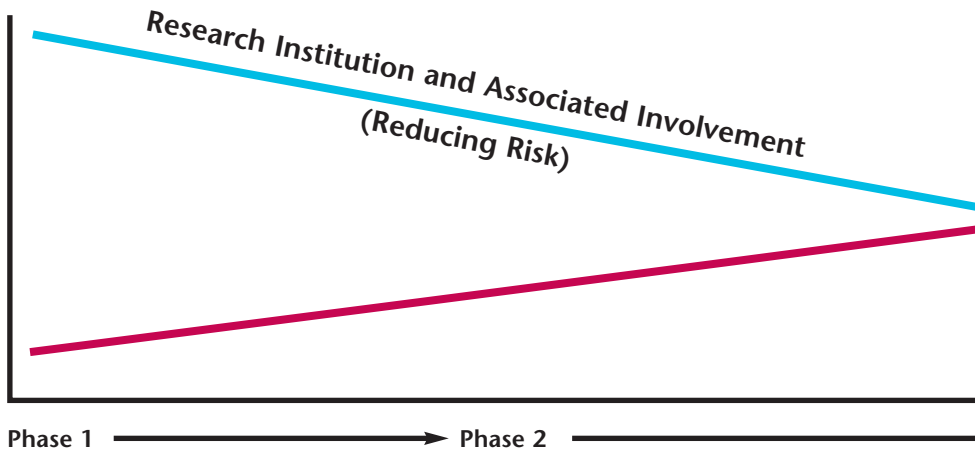 Research Institution and Associated Involvement
(Reducing Risk)
Phase 1 Phase 2